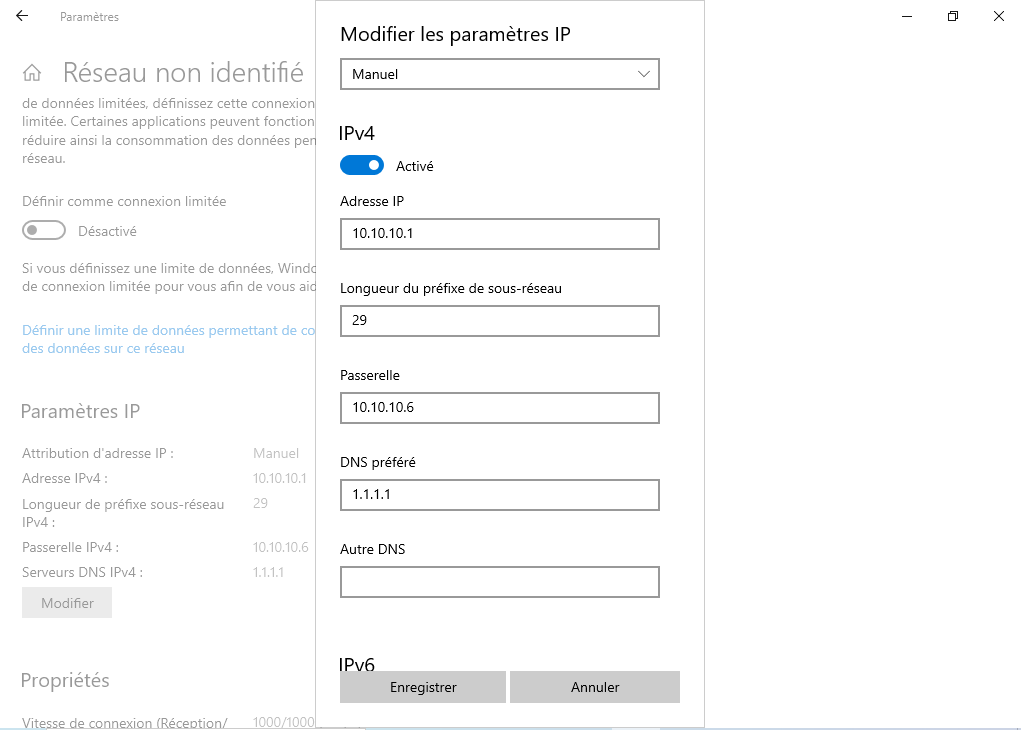 Paramètres
Réseau non identifié
de données limitées, définissez cette connexion
limitée. Certaines applications peuvent fonction
réduire ainsi la consommation des données pen
réseau.
Définir comme connexion limitée
Désactivé
Si vous définissez une limite de données, Windo
de connexion limitée pour vous afin de vous aid
Définir une limite de données permettant de co
des données sur ce réseau
Paramètres IP
Attribution d'adresse IP :
Manuel
Adresse IPv4 :
10.10.10.1
Longueur de préfixe sous-réseau
IPv4 :
29
Passerelle IPv4 :
10.10.10.6
Serveurs DNS IPv4 :
1.1.1.1
Modifier
Propriétés
Vitesse de connexion (Réception/
1000/1000
Modifier les paramètres IP
Manuel
IPv4
Activé
Adresse IP
10.10.10.1
Longueur du préfixe de sous-réseau
29
Passerelle
10.10.10.6
DNS préféré
1.1.1.1
Autre DNS
IPv6
Enregistrer
Annuler